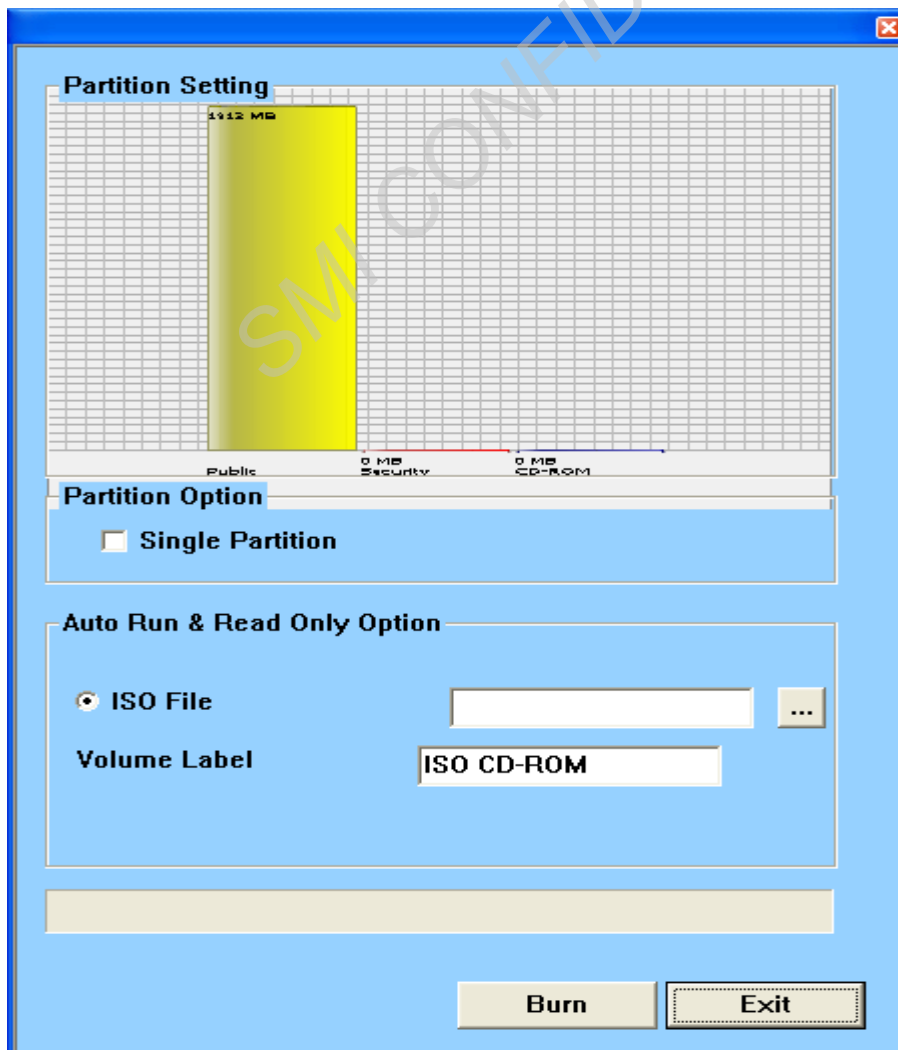 SMI CONFID
Partition Setting
1912 MB
0 MB
0 MB
Public
Security
CD-ROM
Partition Option
Single Partition
Auto Run & Read Only Option
ISO File
...
Volume Label
ISO CD-ROM
Burn
Exit